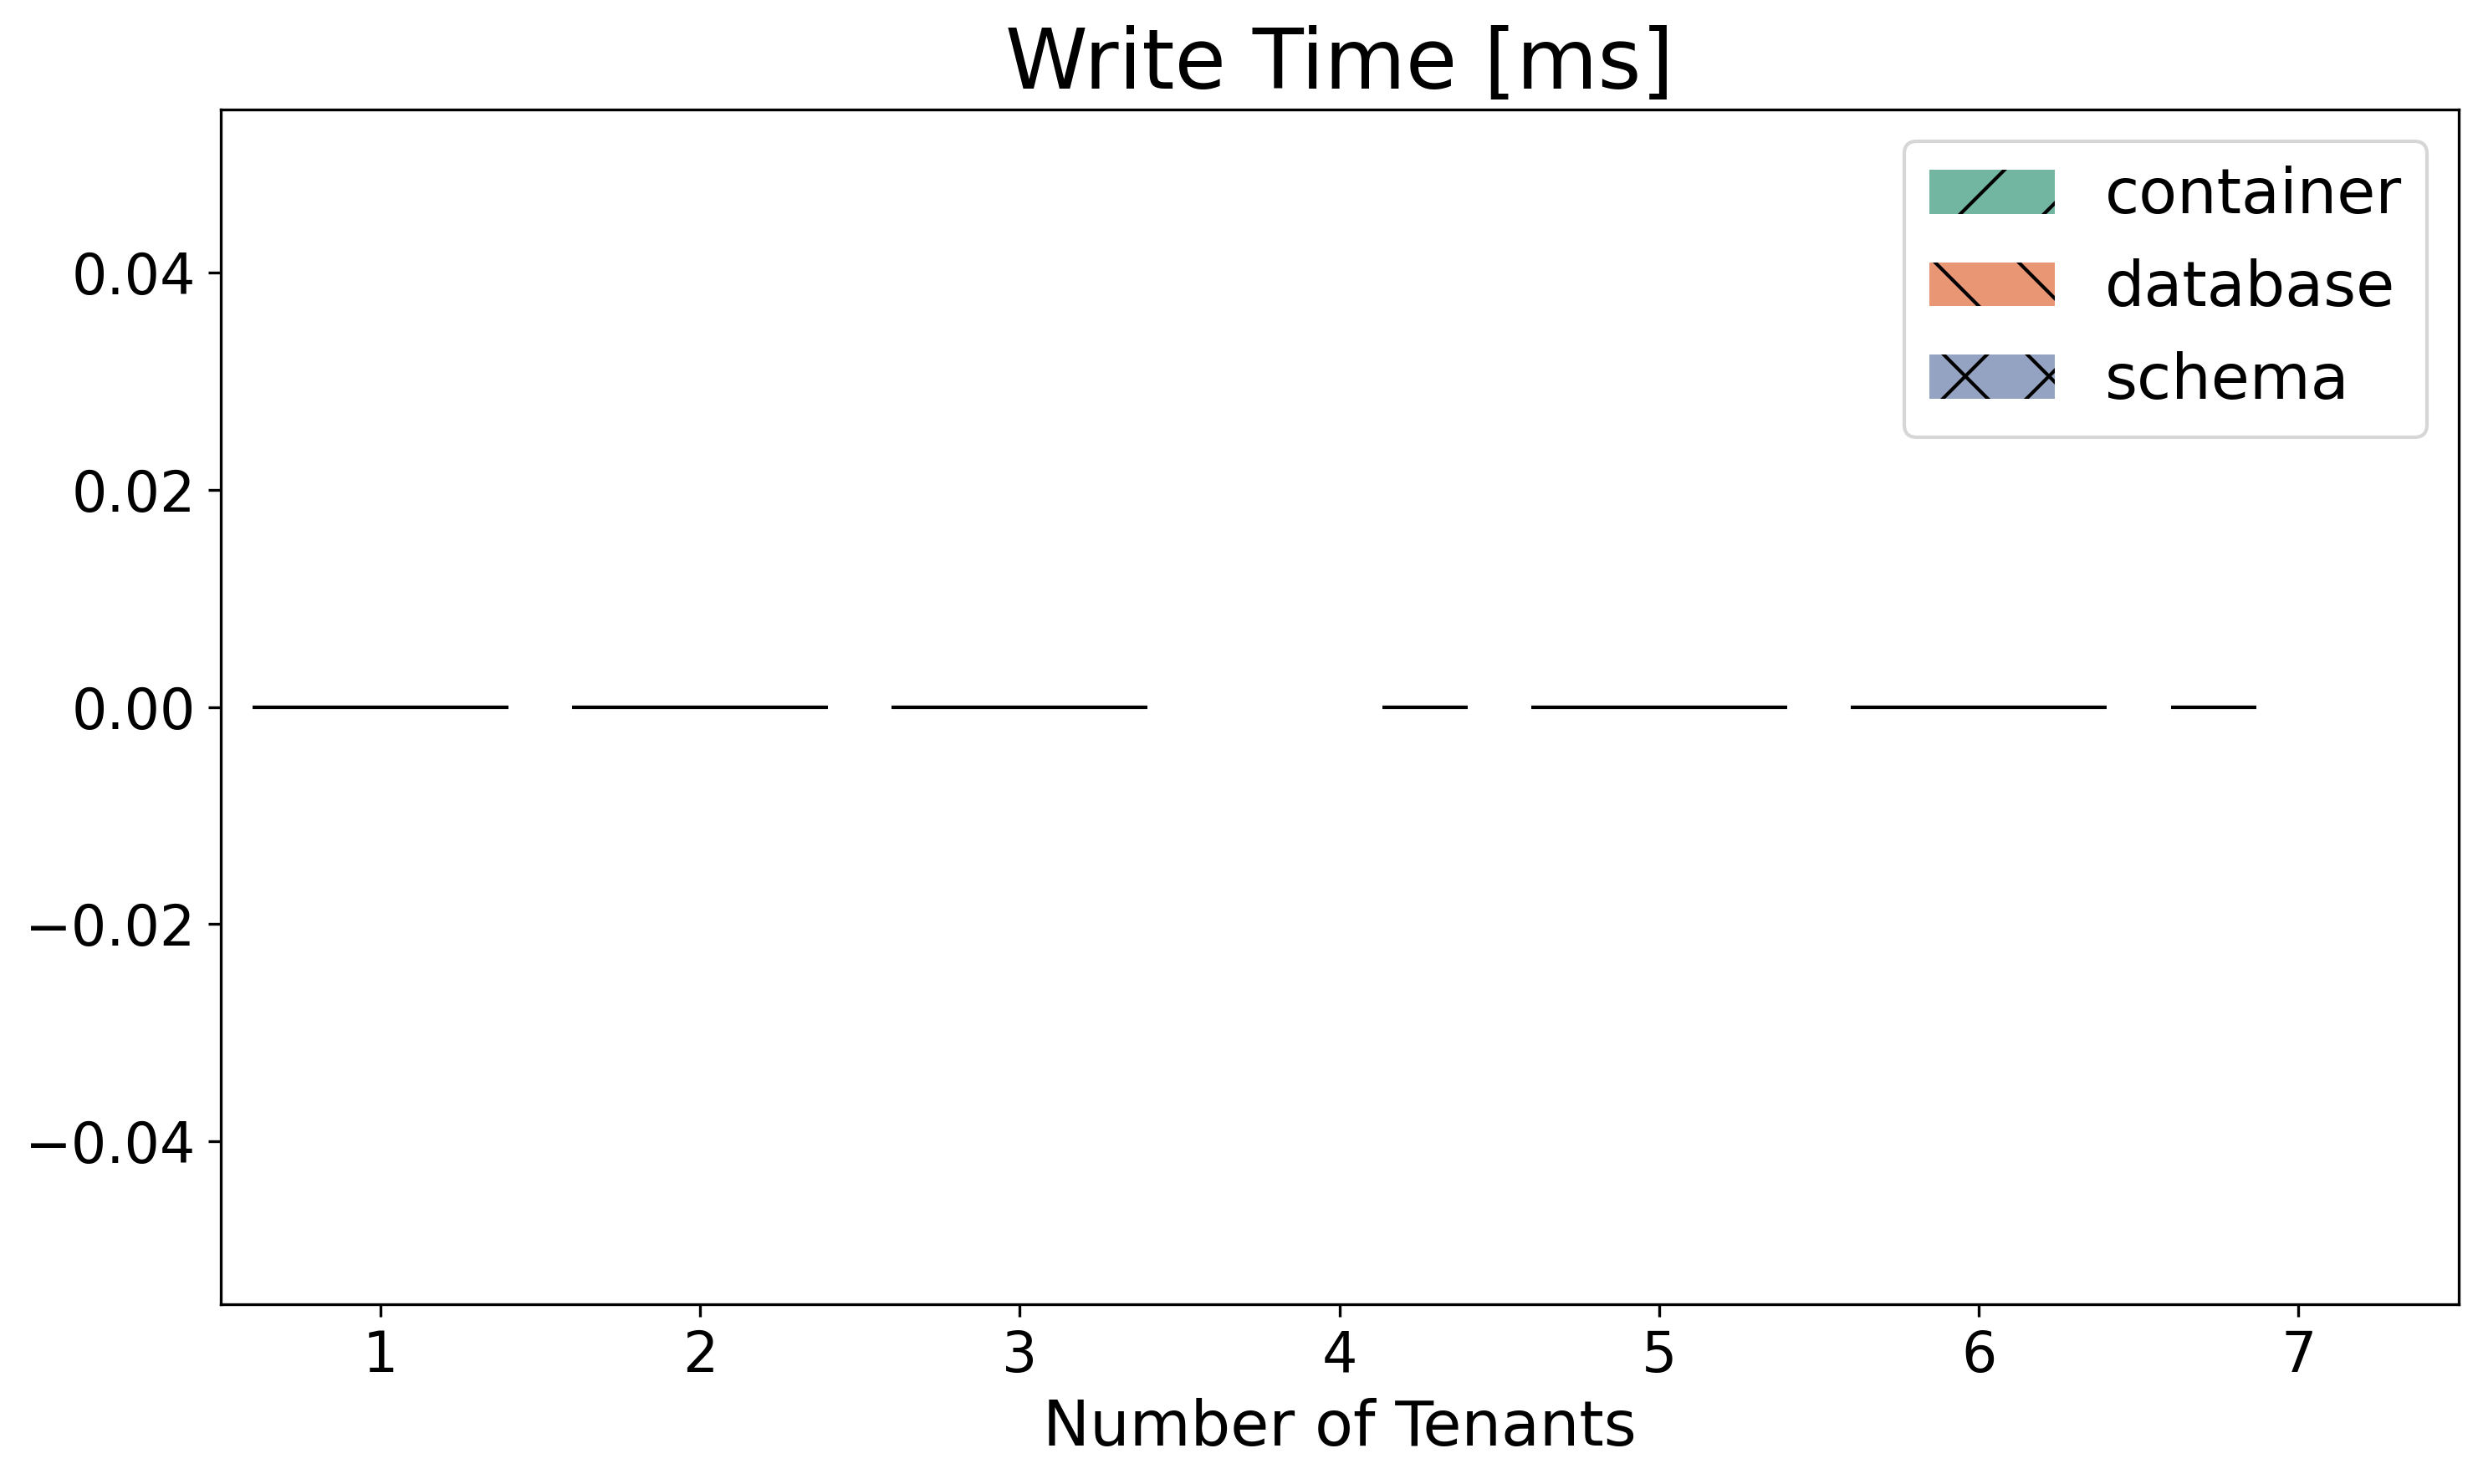 Write Time [ms]
container
database
schema
0.04
0.02
0.00
−0.02
−0.04
1 2 3 4 5 6 7
Number of Tenants